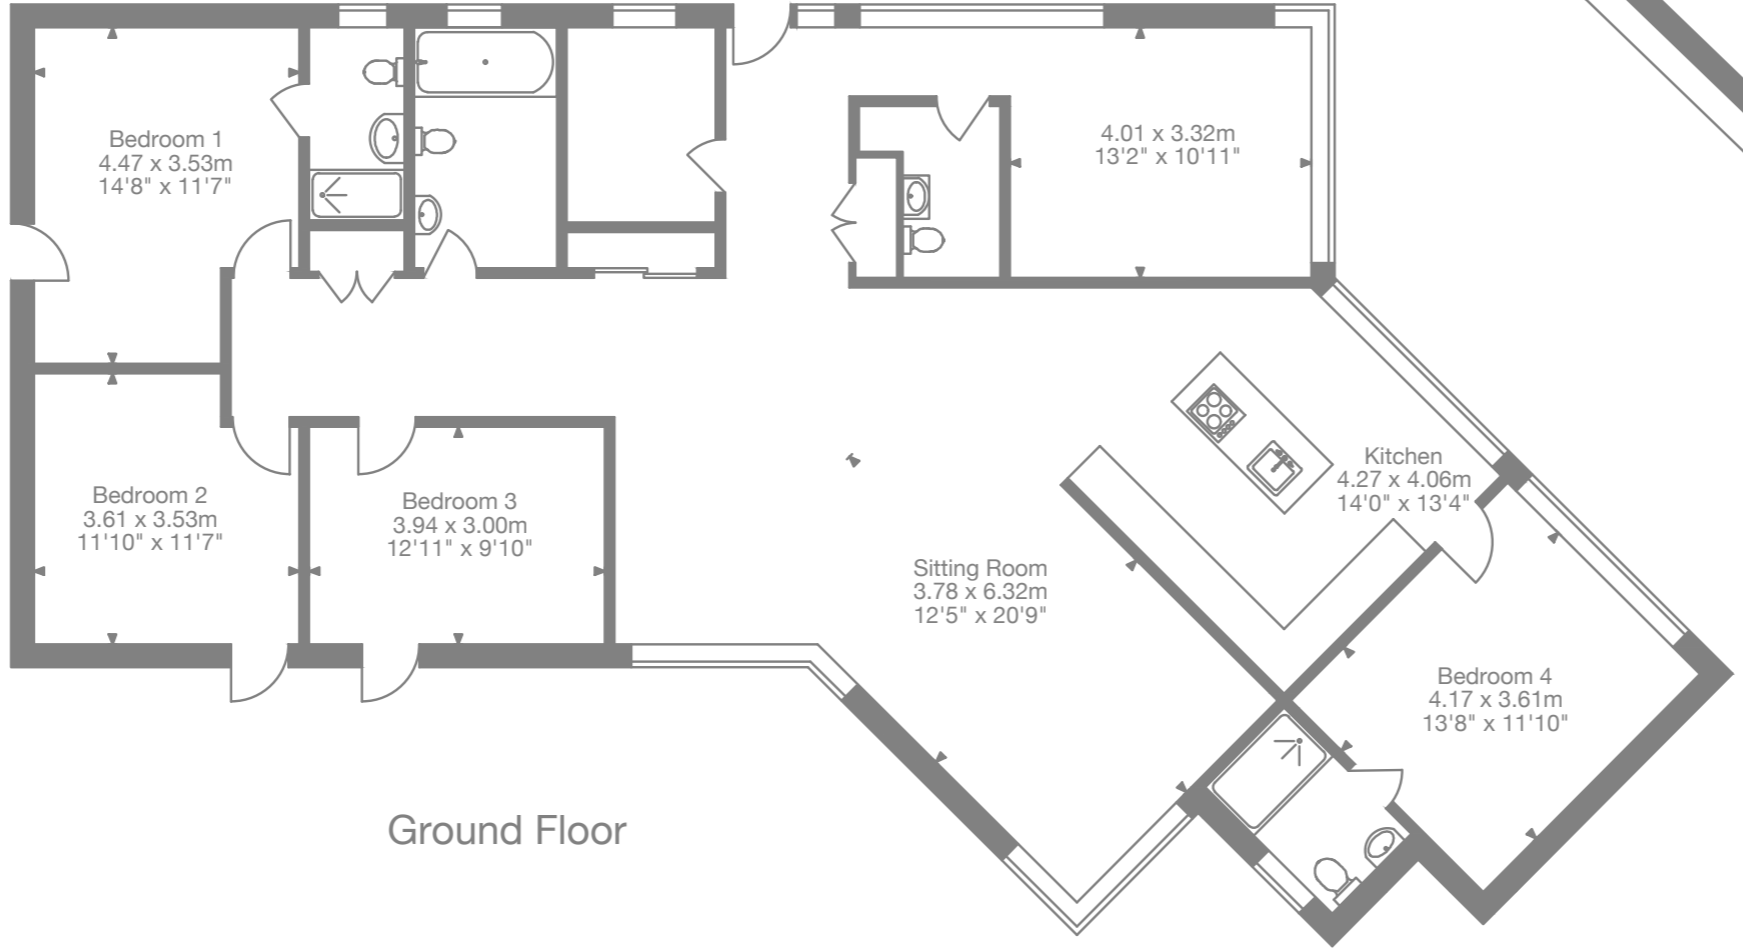 Bedroom 1
4.47 x 3.53m
14'8" x 11'7"
4.01 x 3.32m
13'2" x 10'11"
Bedroom 2
3.61 x 3.53m
11'10" x 11'7"
Bedroom 3
3.94 x 3.00m
12'11" x 9'10"
Kitchen
4.27 x 4.06m
14'0" x 13'4"
Sitting Room
3.78 x 6.32m
12'5" x 20'9"
Bedroom 4
4.17 x 3.61m
13'8" x 11'10"
Ground Floor